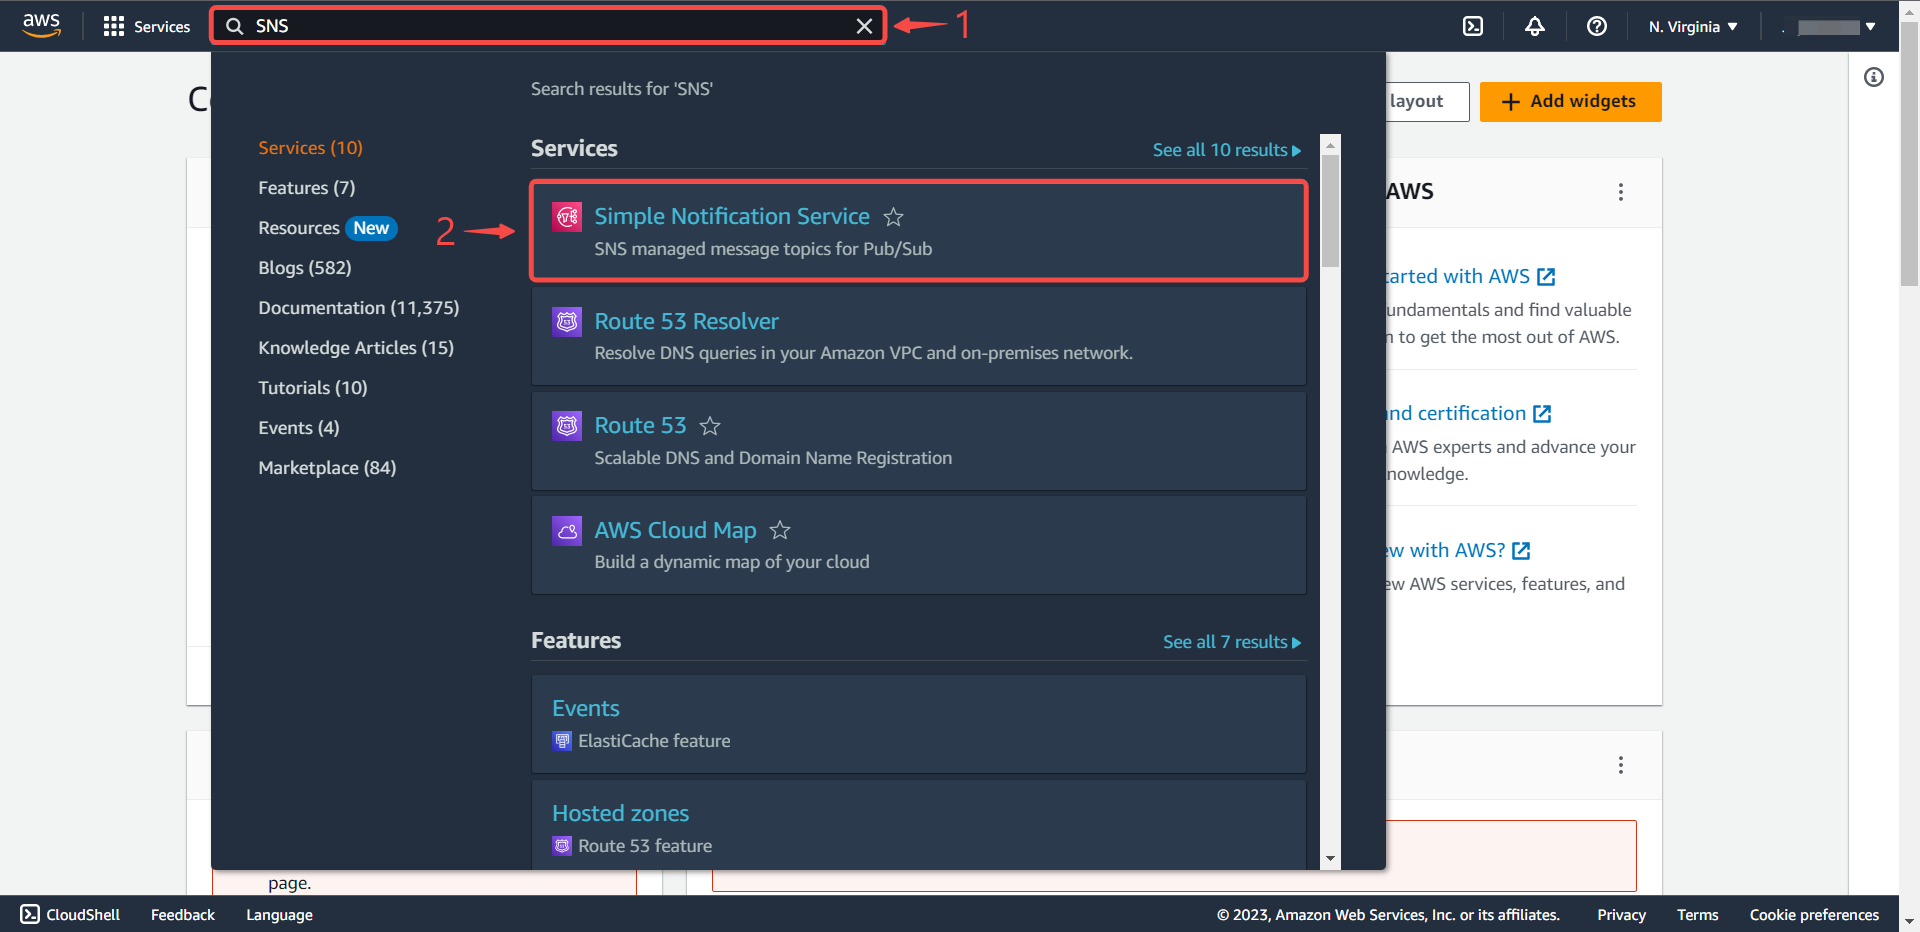 aws
Services
SNS
1
N. Virginia
Search results for 'SNS'
layout
Add widgets
Services (10)
Features (7)
Resources New
Blogs (582)
Documentation (11,375)
Knowledge Articles (15)
Tutorials (10)
Events (4)
Marketplace (84)
2
Services
See all 10 results
Simple Notification Service
SNS managed message topics for Pub/Sub
Route 53 Resolver
Resolve DNS queries in your Amazon VPC and on-premises network.
Route 53
Scalable DNS and Domain Name Registration
AWS Cloud Map
Build a dynamic map of your cloud
Features
See all 7 results
Events
ElastiCache feature
Hosted zones
Route 53 feature
AWS
with AWS
and find valuable
to get the most out of AWS.
certification
AWS experts and advance your
with AWS?
AWS services, features, and
page.
CloudShell
Feedback
Language
© 2023, Amazon Web Services, Inc. or its affiliates.
Privacy
Terms
Cookie preferences